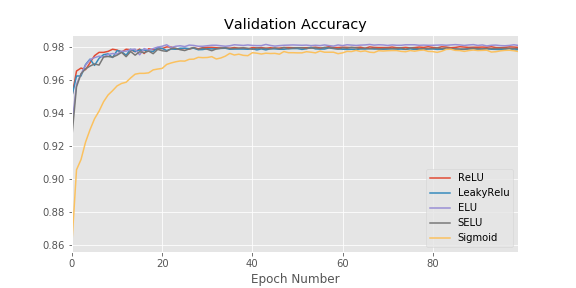 Validation Accuracy
0.98
0.96
0.94
0.92
0.90
0.88
0.86
0 20 40 60 80
Epoch Number
ReLU
LeakyRelu
ELU
SELU
Sigmoid